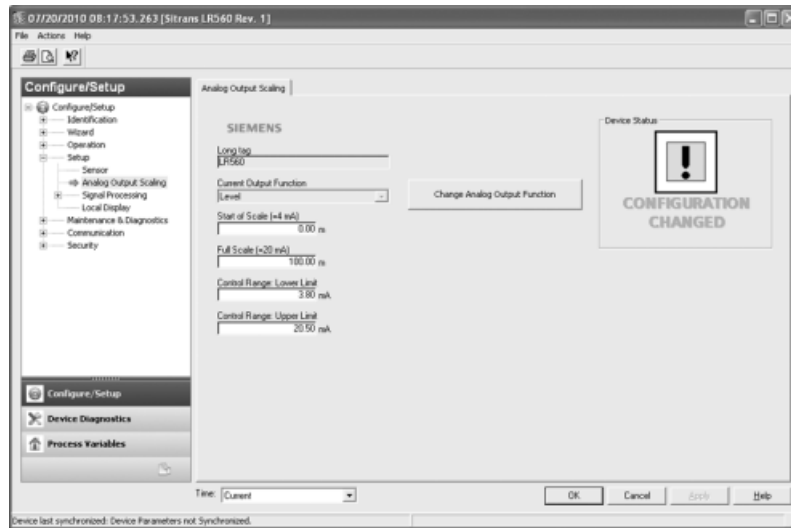 07/20/2010 08:17:53.263 [Sitrans LR560 Rev. 1]
File Actions Help
Configure/Setup
Configure/Setup
Identification
Wizard
Operation
Setup
Sensor
Analog Output Scaling
Signal Processing
Local Display
Maintenance & Diagnostics
Communication
Security
Configure/Setup
Device Diagnostics
Process Variables
Analog Output Scaling
SIEMENS
Long tag
LR560
Current Output Function
Level
Change Analog Output Function
Start of Scale (=4 mA)
0.00 m
Full Scale (=20 mA)
100.00 m
Control Range: Lower Limit
3.80 mA
Control Range: Upper Limit
20.50 mA
Device Status
!
CONFIGURATION
CHANGED
Time: Current
OK Cancel Apply Help
Device last synchronized: Device Parameters not Synchronized.